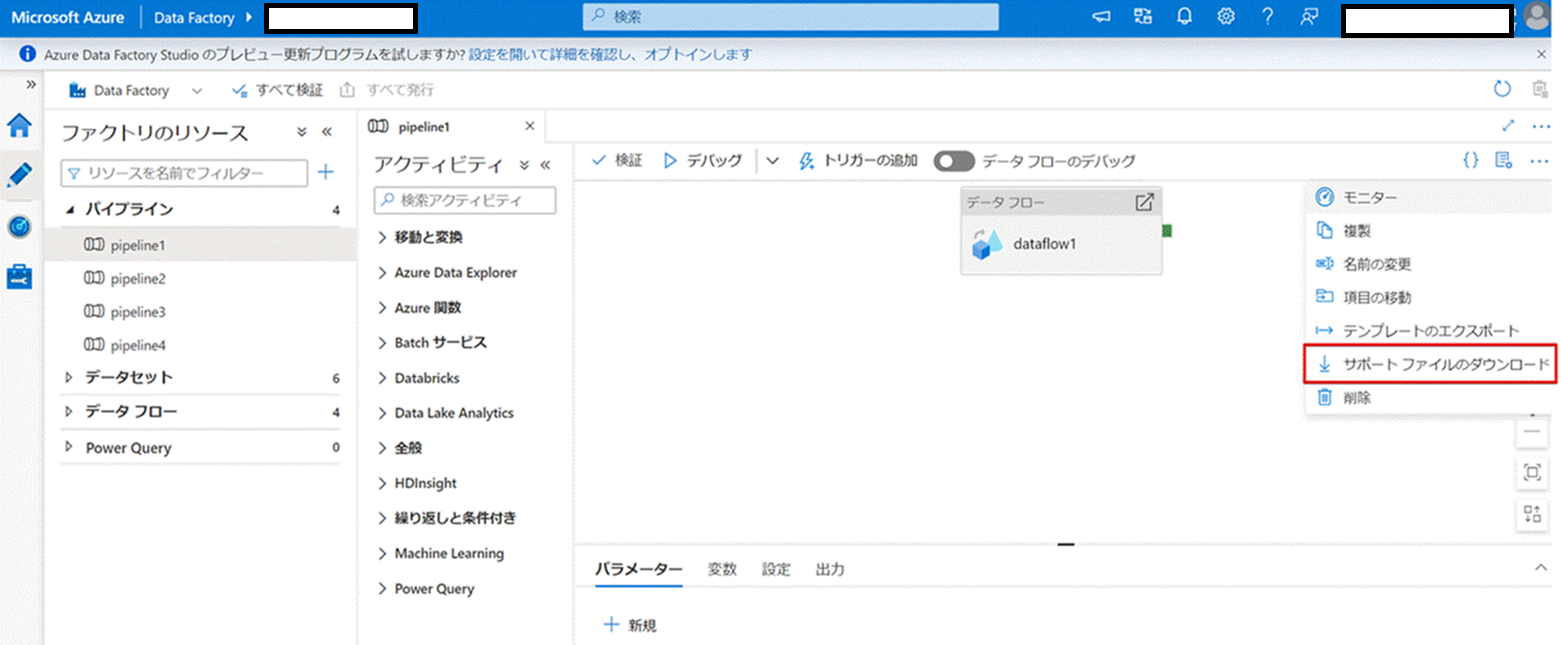 Microsoft Azure
Data Factory
検索
Azure Data Factory Studio のプレビュー更新プログラムを試しますか? 設定を開いて詳細を確認し、オプトインします
Data Factory
すべて検証
すべて発行
ファクトリのリソース
リソースを名前でフィルター
パイプライン 4
pipeline1
pipeline2
pipeline3
pipeline4
データセット 6
データ フロー 4
Power Query 0
pipeline1
アクティビティ
検索アクティビティ
移動と変換
Azure Data Explorer
Azure 関数
Batch サービス
Databricks
Data Lake Analytics
全般
HDInsight
繰り返しと条件付き
Machine Learning
Power Query
検証
デバッグ
トリガーの追加
データ フローのデバッグ
データ フロー
dataflow1
モニター
複製
名前の変更
項目の移動
テンプレートのエクスポート
サポート ファイルのダウンロード
削除
パラメーター 変数 設定 出力
新規